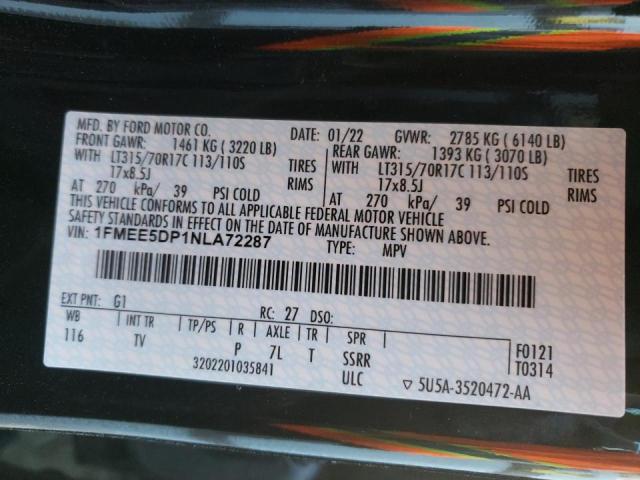 MFD. BY FORD MOTOR CO. DATE: 01/22 GVWR: 2785 KG ( 6140 LB)
FRONT GAWR: 1461 KG ( 3220 LB) REAR GAWR: 1393 KG ( 3070 LB)
WITH LT315/70R17C 113/110S TIRES WITH LT315/70R17C 113/110S TIRES
17x8.5J RIMS 17x8.5J RIMS
AT 270 kPa/ 39 PSI COLD AT 270 kPa/ 39 PSI COLD
THIS VEHICLE CONFORMS TO ALL APPLICABLE FEDERAL MOTOR VEHICLE
SAFETY STANDARDS IN EFFECT ON THE DATE OF MANUFACTURE SHOWN ABOVE.
VIN: 1FMEE5DP1NLA72287 TYPE: MPV
EXT PNT: G1 RC: 27 DSO:
WB INT TR TP/PS R AXLE TR SPR F0121
116 TV P 7L T SSRR T0314
3202201035841 ULC ▽ 5U5A-3520472-AA